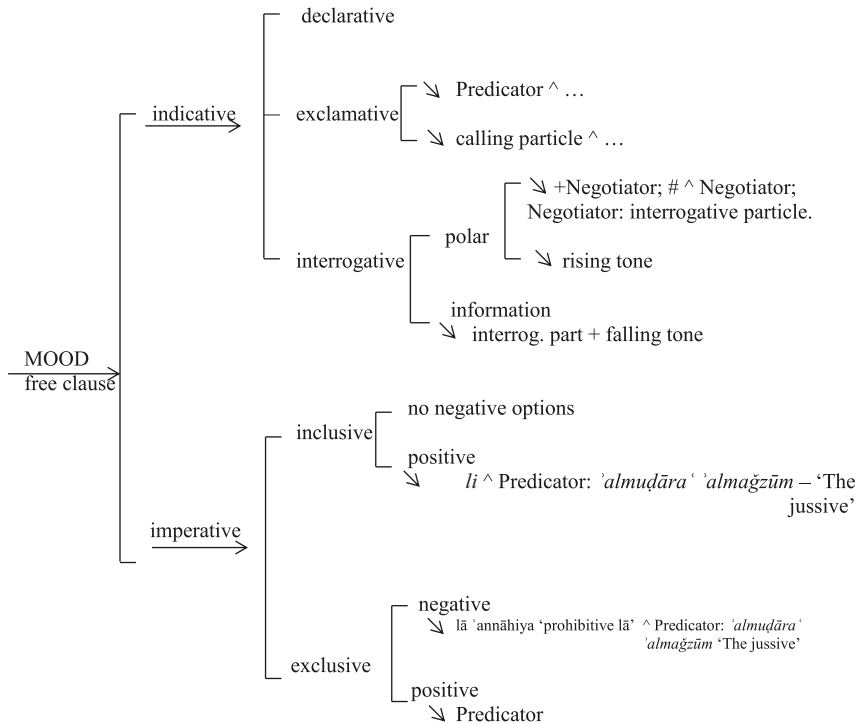 declarative
indicative
exclamative
↘ Predicator ^ …
↘ calling particle ^ …
interrogative
polar
↘ +Negotiator; # ^ Negotiator;
Negotiator: interrogative particle.
↘ rising tone
information
↘ interrog. part + falling tone
MOOD
free clause
imperative
inclusive
no negative options
positive
↘ li ^ Predicator: ʾalmuḍāraʿ ʾalmağzūm – ‘The
jussive’
exclusive
negative
↘ lā ʾannāhiya ‘prohibitive lā’ ^ Predicator: ʾalmuḍāraʿ
ʾalmağzūm ‘The jussive’
positive
↘ Predicator